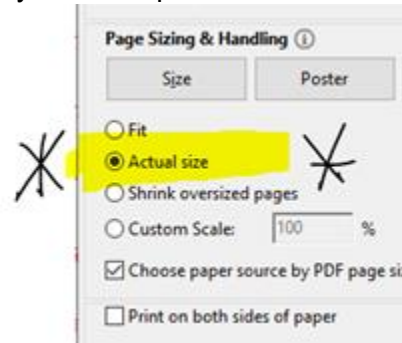 Page Sizing & Handling
Size Poster
Fit
Actual size
Shrink oversized pages
Custom Scale: 100 %
Choose paper source by PDF page si
Print on both sides of paper